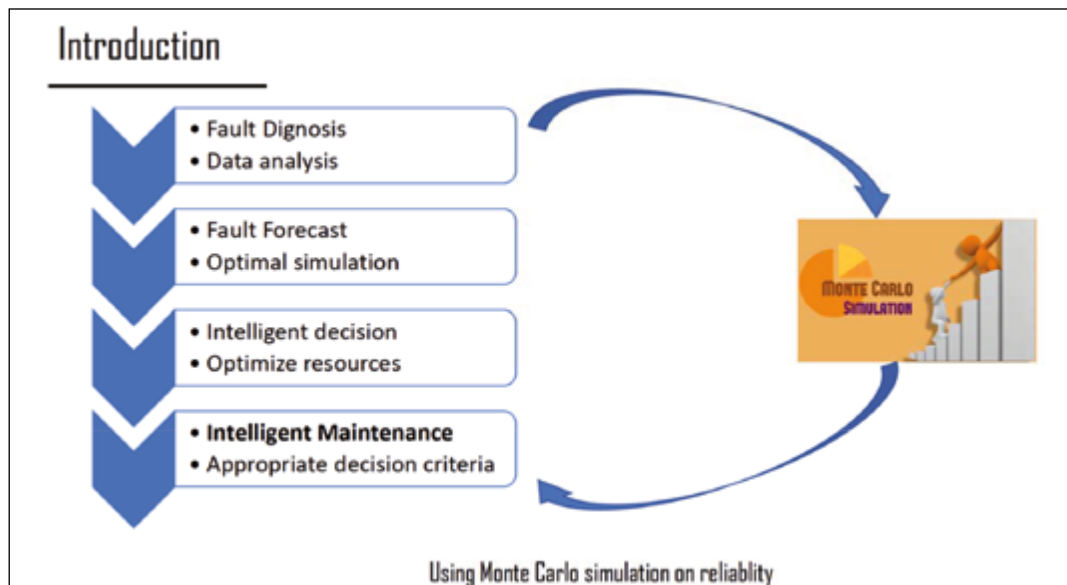 Introduction
• Fault Dignosis
• Data analysis
• Fault Forecast
• Optimal simulation
• Intelligent decision
• Optimize resources
• Intelligent Maintenance
• Appropriate decision criteria
MONTE CARLO
SIMULATION
Using Monte Carlo simulation on reliablity